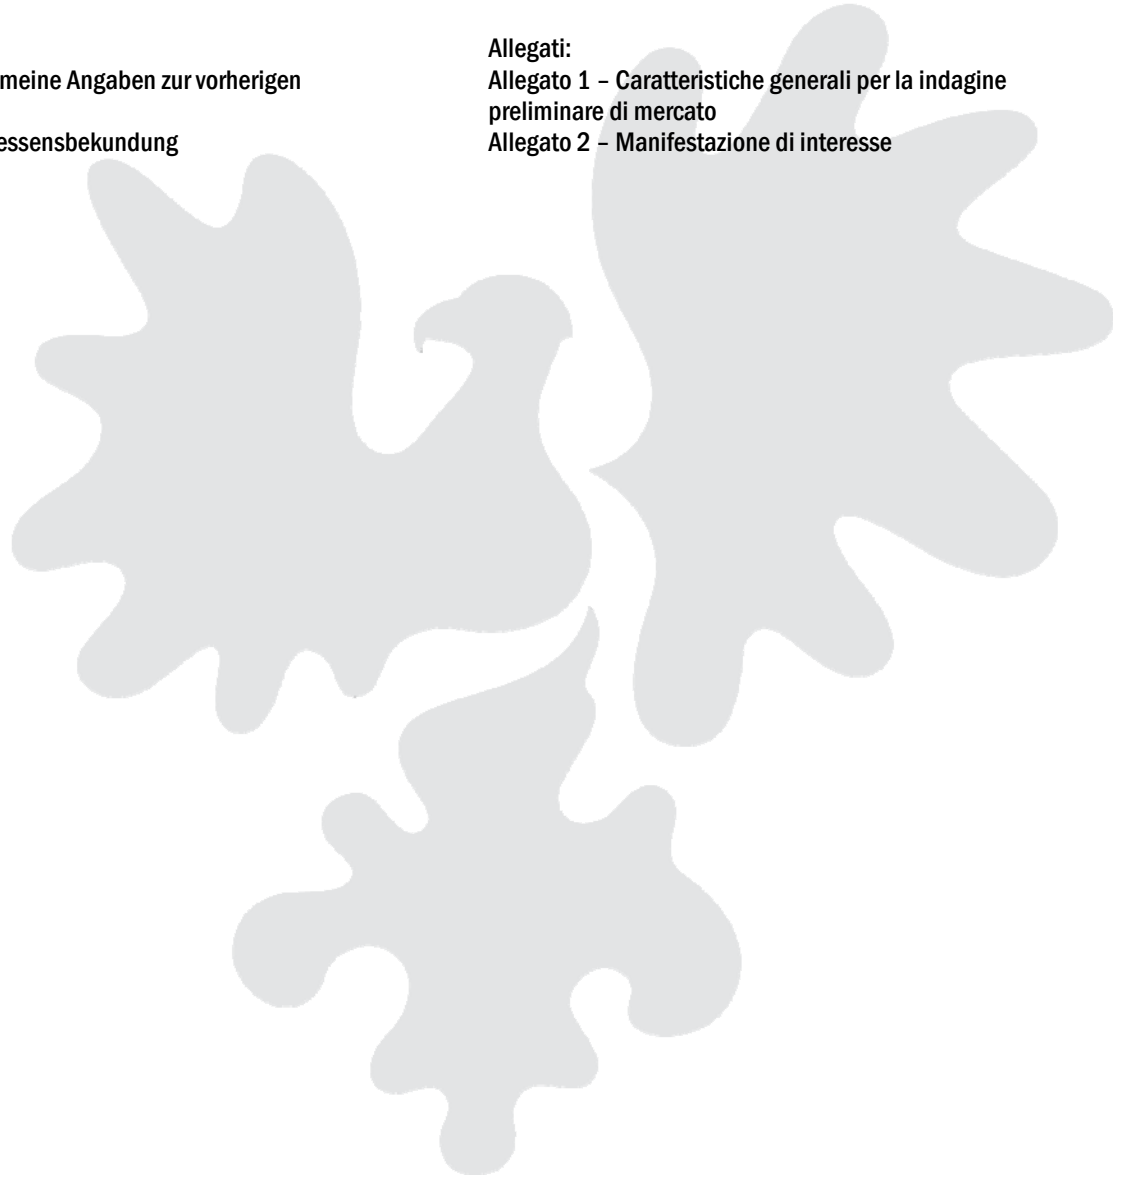 meine Angaben zur vorherigen
essensbekundung
Allegati:
Allegato 1 – Caratteristiche generali per la indagine
preliminare di mercato
Allegato 2 – Manifestazione di interesse